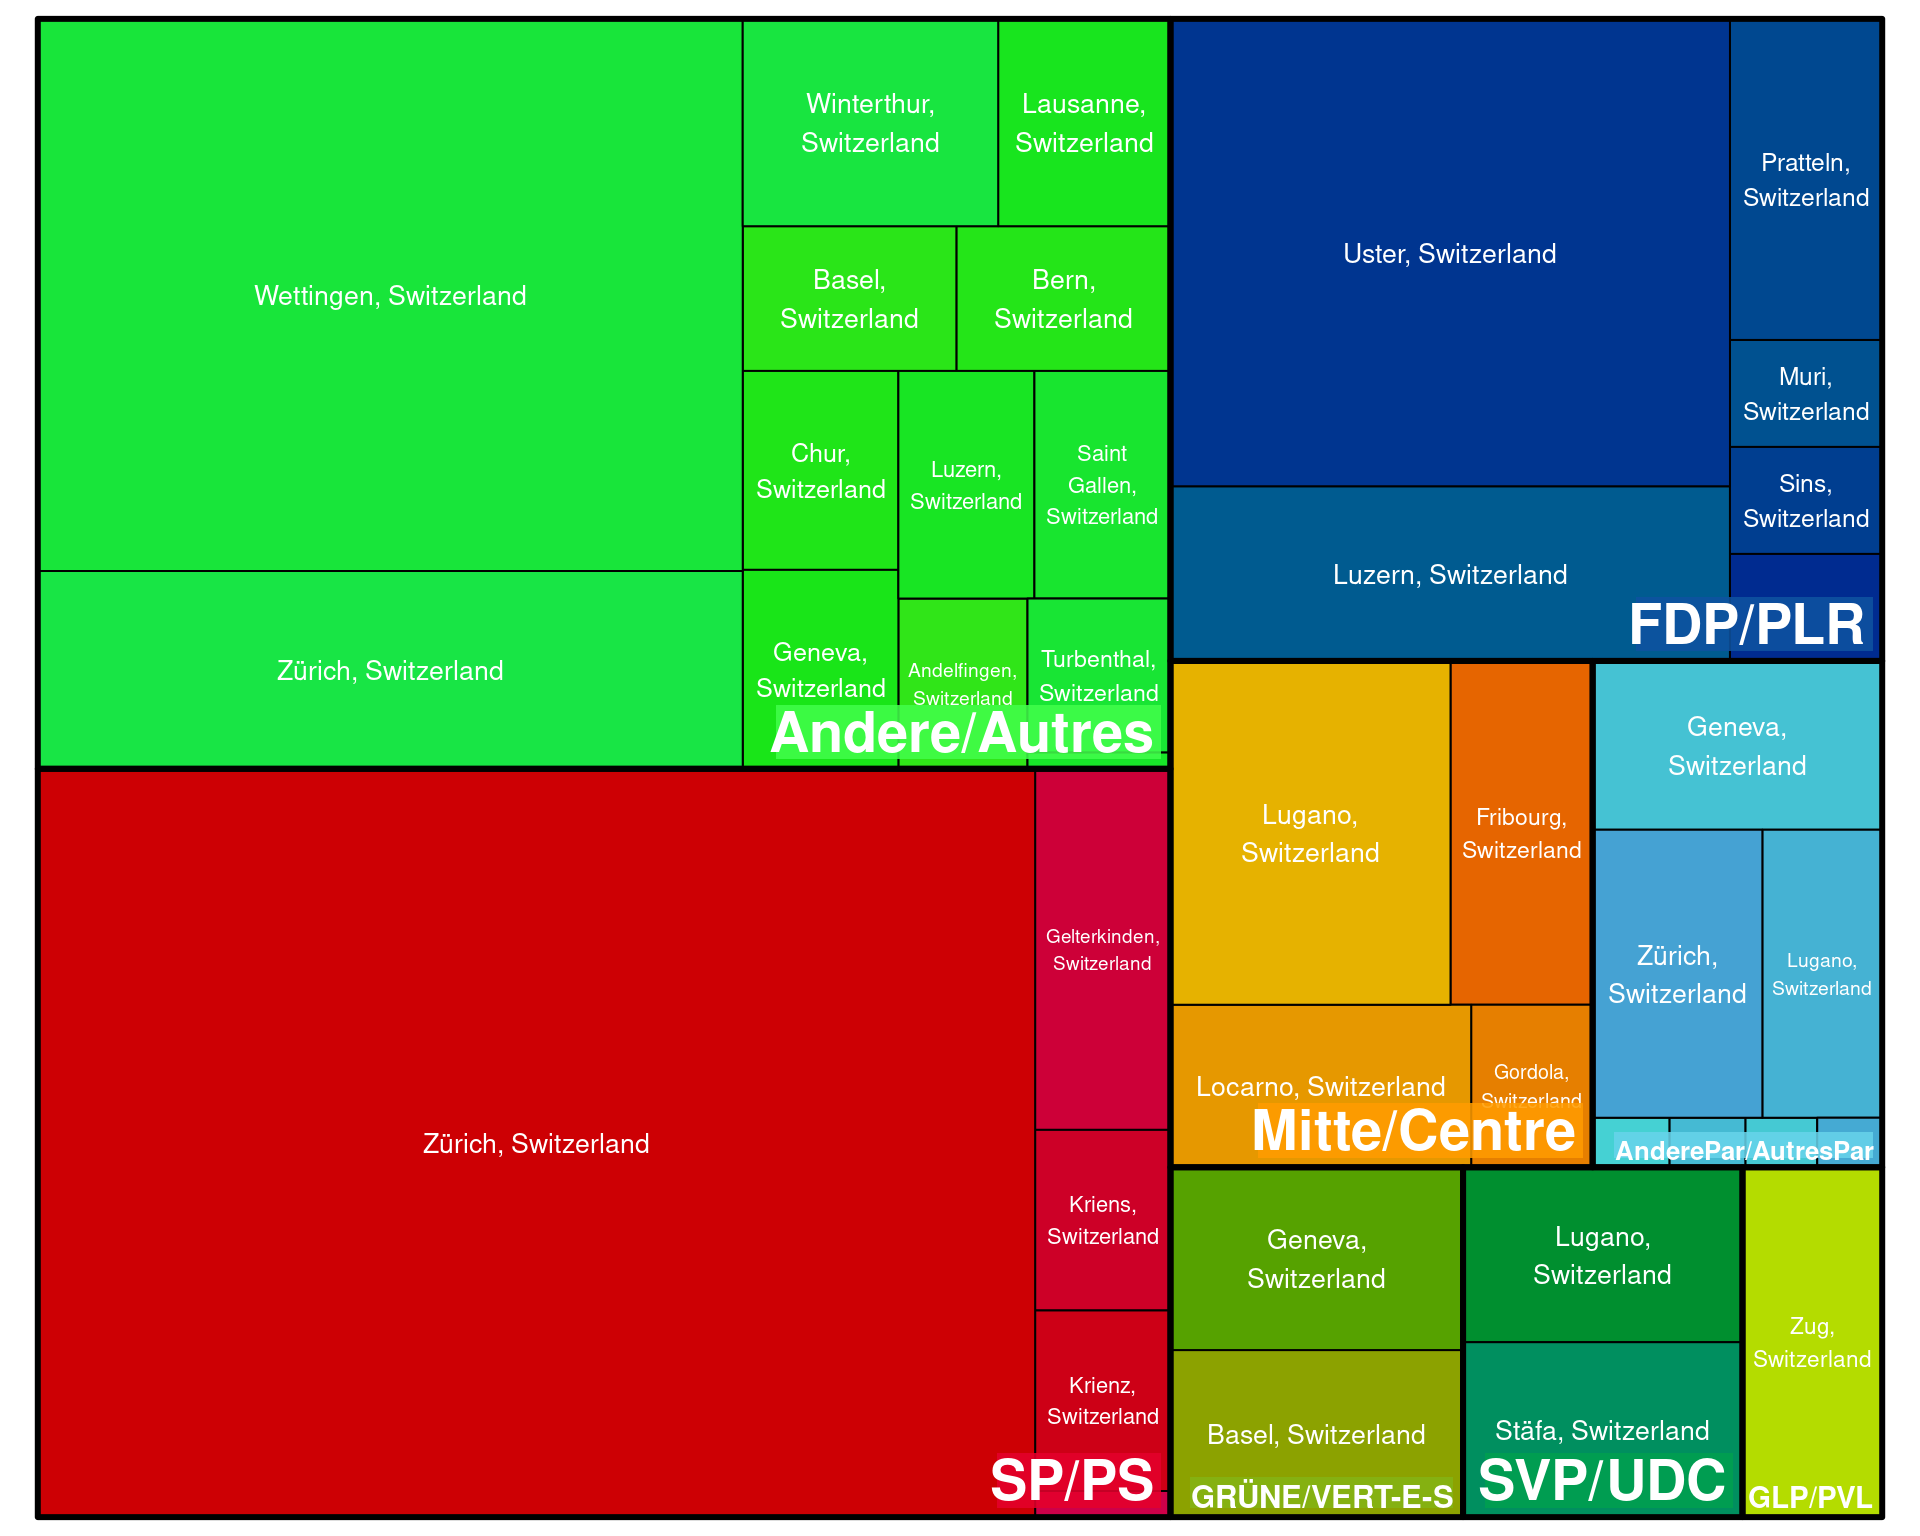 Wettingen, Switzerland
Zürich, Switzerland
Winterthur,
Switzerland
Lausanne,
Switzerland
Basel,
Switzerland
Bern,
Switzerland
Chur,
Switzerland
Luzern,
Switzerland
Saint
Gallen,
Switzerland
Geneva,
Switzerland
Andelfingen,
Switzerland
Turbenthal,
Switzerland
Andere/Autres
Zürich, Switzerland
Gelterkinden,
Switzerland
Kriens,
Switzerland
Krienz,
Switzerland
SP/PS
Uster, Switzerland
Luzern, Switzerland
Pratteln,
Switzerland
Muri,
Switzerland
Sins,
Switzerland
FDP/PLR
Lugano,
Switzerland
Fribourg,
Switzerland
Locarno, Switzerland
Gordola,
Switzerland
Mitte/Centre
Geneva,
Switzerland
Zürich,
Switzerland
Lugano,
Switzerland
AnderePar/AutresPar
Geneva,
Switzerland
Basel, Switzerland
GRÜNE/VERT-E-S
Lugano,
Switzerland
Stäfa, Switzerland
SVP/UDC
Zug,
Switzerland
GLP/PVL